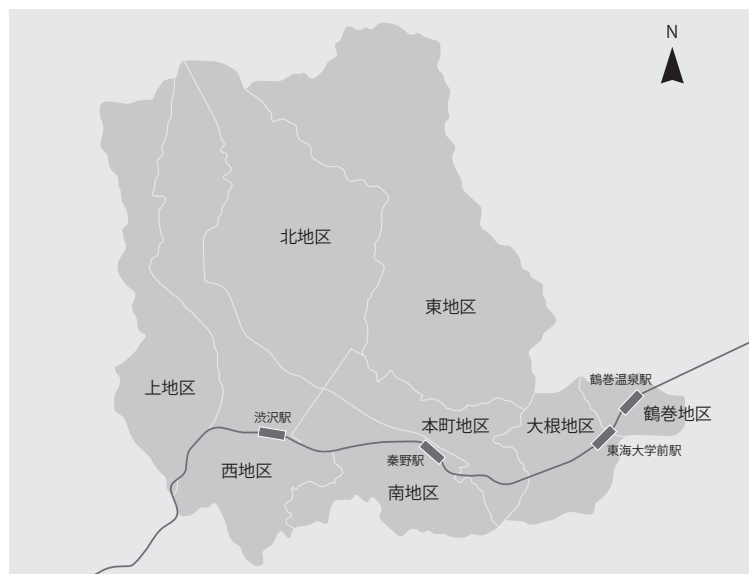 N
北地区
東地区
上地区
鶴巻温泉駅
鶴巻地区
渋沢駅
本町地区
大根地区
東海大学前駅
秦野駅
西地区
南地区